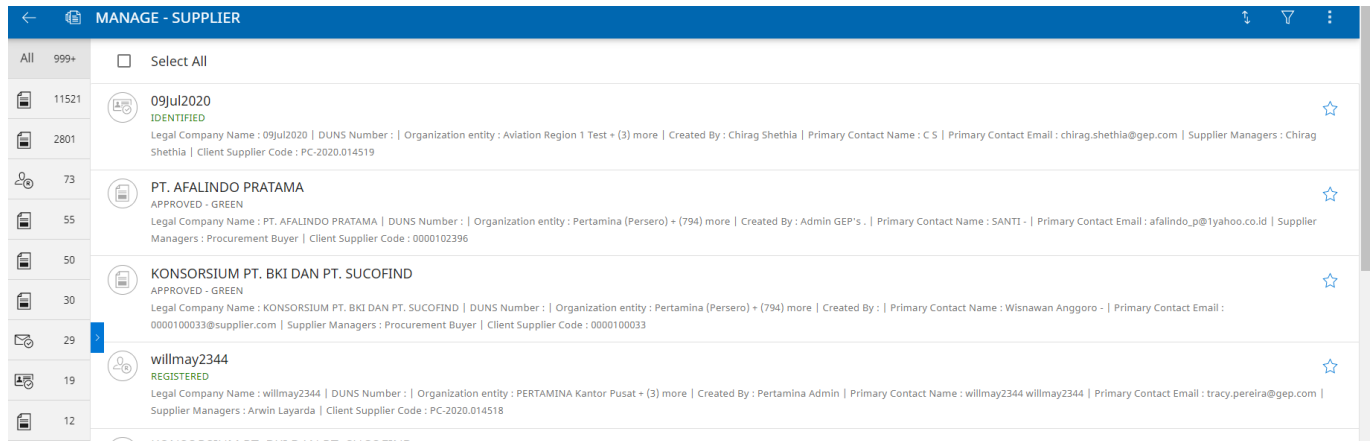 MANAGE - SUPPLIER
All 999+
11521
2801
73
55
50
30
29
19
12
Select All
09Jul2020
IDENTIFIED
Legal Company Name : 09Jul2020 | DUNS Number : | Organization entity : Aviation Region 1 Test + (3) more | Created By : Chirag Shethia | Primary Contact Name : C S | Primary Contact Email : chirag.shethia@gep.com | Supplier Managers : Chirag
Shethia | Client Supplier Code : PC-2020.014519
PT. AFALINDO PRATAMA
APPROVED - GREEN
Legal Company Name : PT. AFALINDO PRATAMA | DUNS Number : | Organization entity : Pertamina (Persero) + (794) more | Created By : Admin GEP's . | Primary Contact Name : SANTI - | Primary Contact Email : afalindo_p@1yahoo.co.id | Supplier
Managers : Procurement Buyer | Client Supplier Code : 0000102396
KONSORSIUM PT. BKI DAN PT. SUCOFIND
APPROVED - GREEN
Legal Company Name : KONSORSIUM PT. BKI DAN PT. SUCOFIND | DUNS Number : | Organization entity : Pertamina (Persero) + (794) more | Created By : | Primary Contact Name : Wisnawan Anggoro - | Primary Contact Email :
0000100033@supplier.com | Supplier Managers : Procurement Buyer | Client Supplier Code : 0000100033
willmay2344
REGISTERED
Legal Company Name : willmay2344 | DUNS Number : | Organization entity : PERTAMINA Kantor Pusat + (3) more | Created By : Pertamina Admin | Primary Contact Name : willmay2344 willmay2344 | Primary Contact Email : tracy.pereira@gep.com |
Supplier Managers : Arwin Layarda | Client Supplier Code : PC-2020.014518